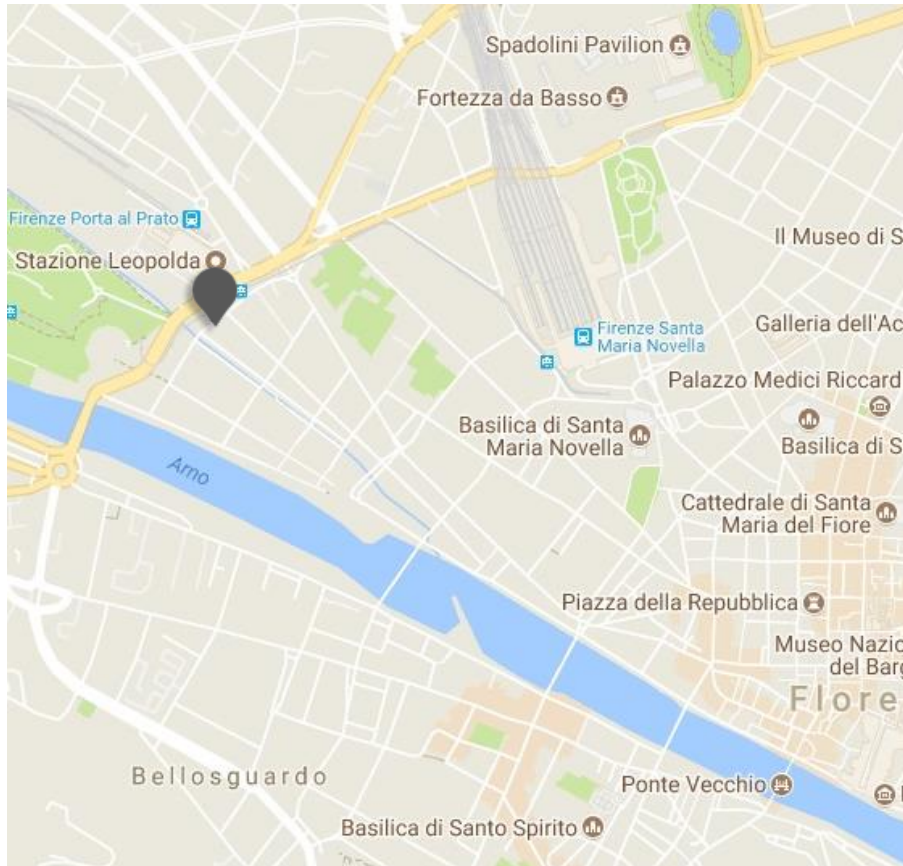 Spadolini Pavilion
Fortezza da Basso
Firenze Porta al Prato
Il Museo di S
Stazione Leopolda
Galleria dell'Ac
Firenze Santa
Maria Novella
Palazzo Medici Riccard
Basilica di Santa
Maria Novella
Basilica di S
Arno
Cattedrale di Santa
Maria del Fiore
Piazza della Repubblica
Museo Nazio
del Barg
Flore
Bellosguardo
Ponte Vecchio
Basilica di Santo Spirito